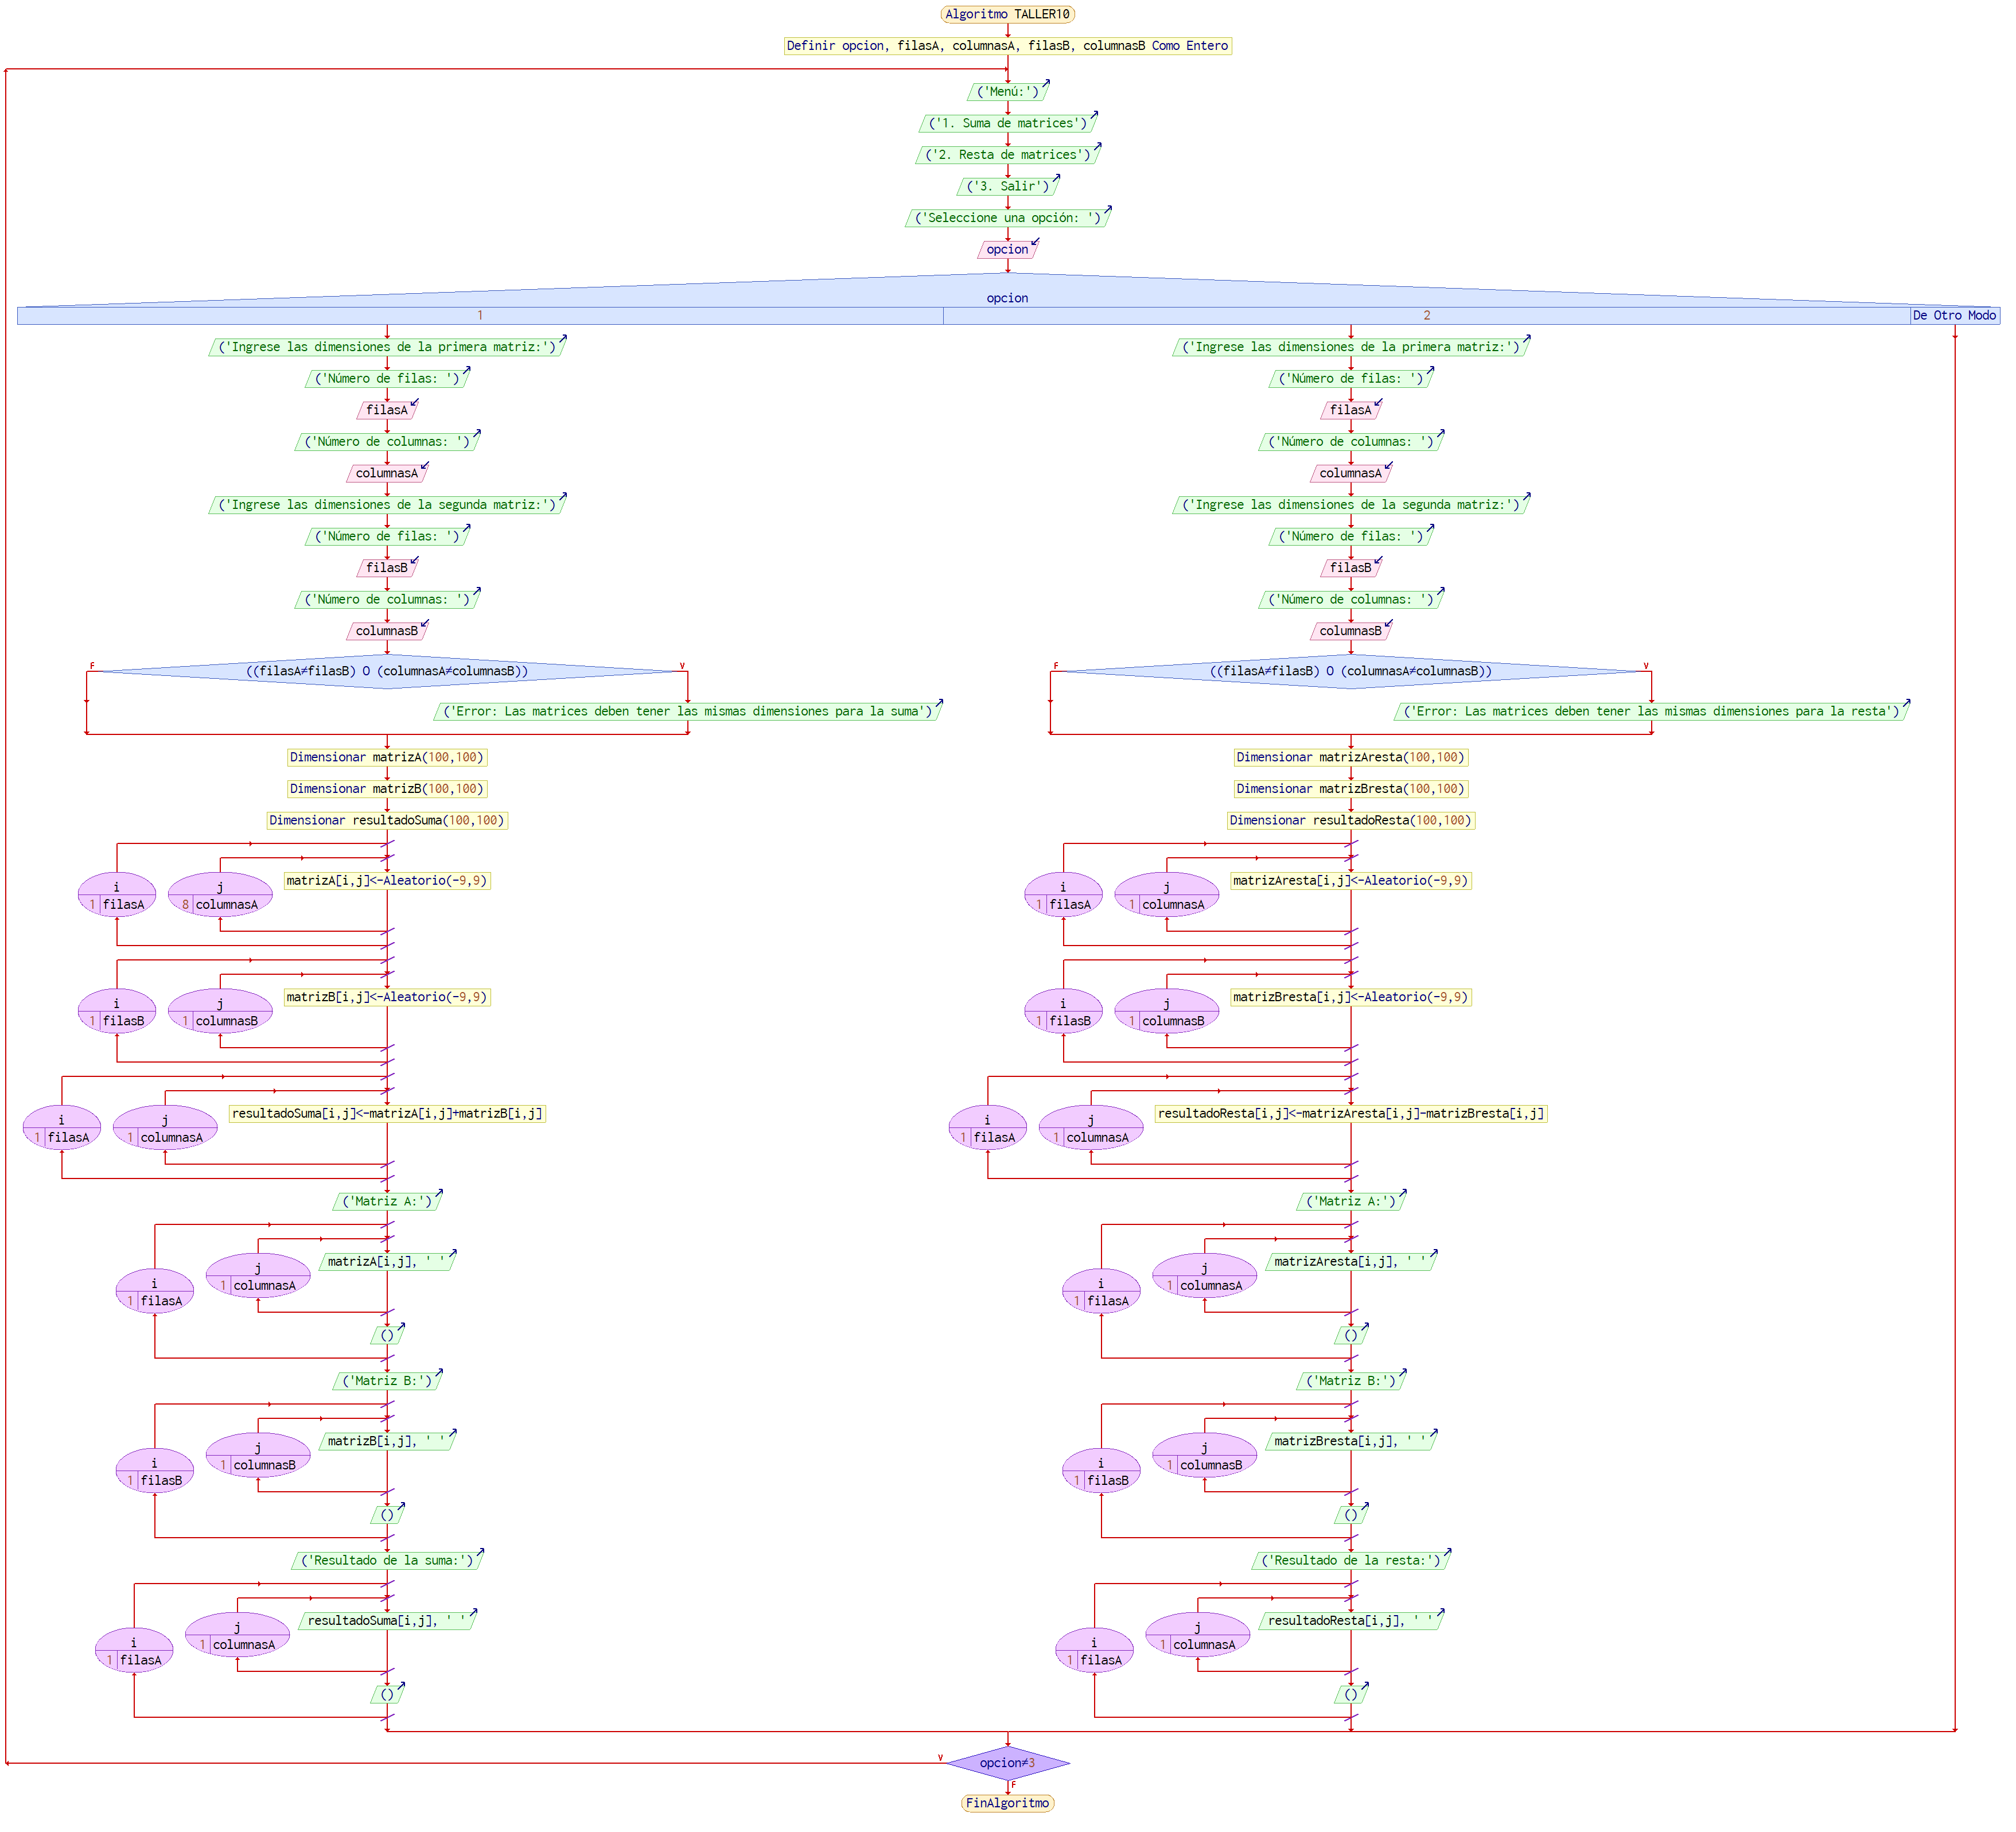 Algoritmo TALLER10
Definir opcion, filasA, columnasA, filasB, columnasB Como Entero
('Menú:')
('1. Suma de matrices')
('2. Resta de matrices')
('3. Salir')
('Seleccione una opción: ')
opcion
opcion
1
2
De Otro Modo
('Ingrese las dimensiones de la primera matriz:')
('Número de filas: ')
filasA
('Número de columnas: ')
columnasA
('Ingrese las dimensiones de la segunda matriz:')
('Número de filas: ')
filasB
('Número de columnas: ')
columnasB
((filasA≠filasB) O (columnasA≠columnasB))
F
V
('Error: Las matrices deben tener las mismas dimensiones para la suma')
Dimensionar matrizA(100,100)
Dimensionar matrizB(100,100)
Dimensionar resultadoSuma(100,100)
i
1 filasA
j
8 columnasA
matrizA[i,j]<-Aleatorio(-9,9)
i
1 filasB
j
1 columnasB
matrizB[i,j]<-Aleatorio(-9,9)
i
1 filasA
j
1 columnasA
resultadoSuma[i,j]<-matrizA[i,j]+matrizB[i,j]
('Matriz A:')
i
1 filasA
j
1 columnasA
matrizA[i,j], ' '
()
('Matriz B:')
i
1 filasB
j
1 columnasB
matrizB[i,j], ' '
()
('Resultado de la suma:')
i
1 filasA
j
1 columnasA
resultadoSuma[i,j], ' '
()
('Ingrese las dimensiones de la primera matriz:')
('Número de filas: ')
filasA
('Número de columnas: ')
columnasA
('Ingrese las dimensiones de la segunda matriz:')
('Número de filas: ')
filasB
('Número de columnas: ')
columnasB
((filasA≠filasB) O (columnasA≠columnasB))
F
V
('Error: Las matrices deben tener las mismas dimensiones para la resta')
Dimensionar matrizAresta(100,100)
Dimensionar matrizBresta(100,100)
Dimensionar resultadoResta(100,100)
i
1 filasA
j
1 columnasA
matrizAresta[i,j]<-Aleatorio(-9,9)
i
1 filasB
j
1 columnasB
matrizBresta[i,j]<-Aleatorio(-9,9)
i
1 filasA
j
1 columnasA
resultadoResta[i,j]<-matrizAresta[i,j]-matrizBresta[i,j]
('Matriz A:')
i
1 filasA
j
1 columnasA
matrizAresta[i,j], ' '
()
('Matriz B:')
i
1 filasB
j
1 columnasB
matrizBresta[i,j], ' '
()
('Resultado de la resta:')
i
1 filasA
j
1 columnasA
resultadoResta[i,j], ' '
()
opcion≠3
V
F
FinAlgoritmo